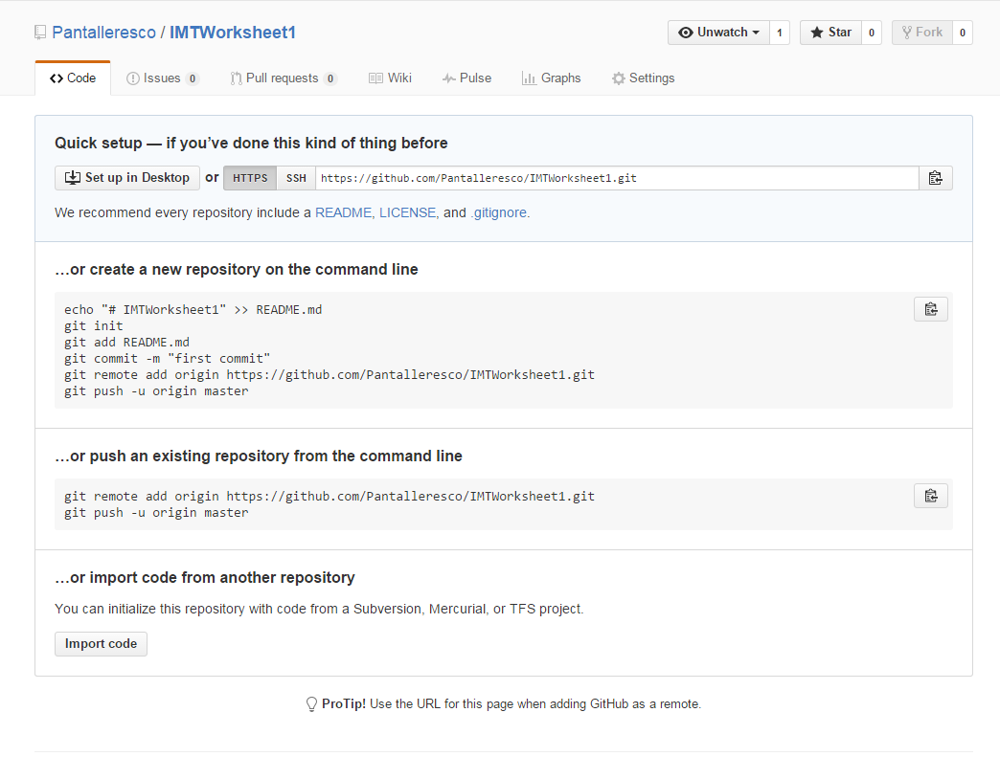 Pantalleresco / IMTWorksheet1
Unwatch 1 Star 0 Fork 0
Code Issues 0 Pull requests 0 Wiki Pulse Graphs Settings
Quick setup — if you’ve done this kind of thing before
Set up in Desktop or HTTPS SSH https://github.com/Pantalleresco/IMTWorksheet1.git
We recommend every repository include a README, LICENSE, and .gitignore.
…or create a new repository on the command line
echo "# IMTWorksheet1" >> README.md
git init
git add README.md
git commit -m "first commit"
git remote add origin https://github.com/Pantalleresco/IMTWorksheet1.git
git push -u origin master
…or push an existing repository from the command line
git remote add origin https://github.com/Pantalleresco/IMTWorksheet1.git
git push -u origin master
…or import code from another repository
You can initialize this repository with code from a Subversion, Mercurial, or TFS project.
Import code
ProTip! Use the URL for this page when adding GitHub as a remote.